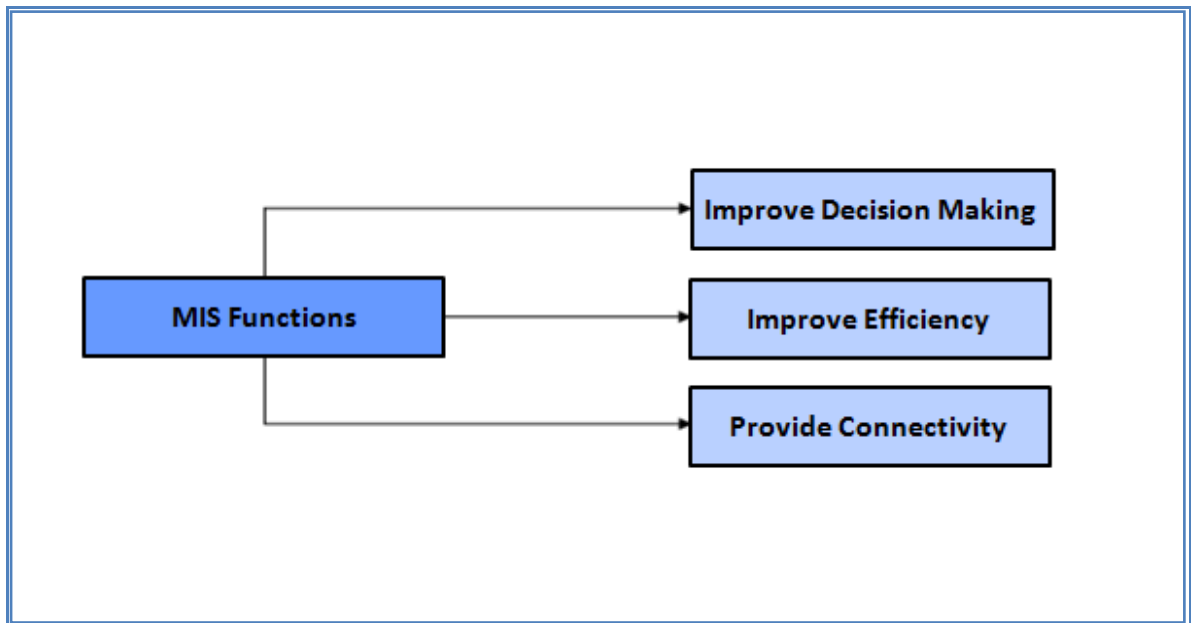 Improve Decision Making
MIS Functions
Improve Efficiency
Provide Connectivity